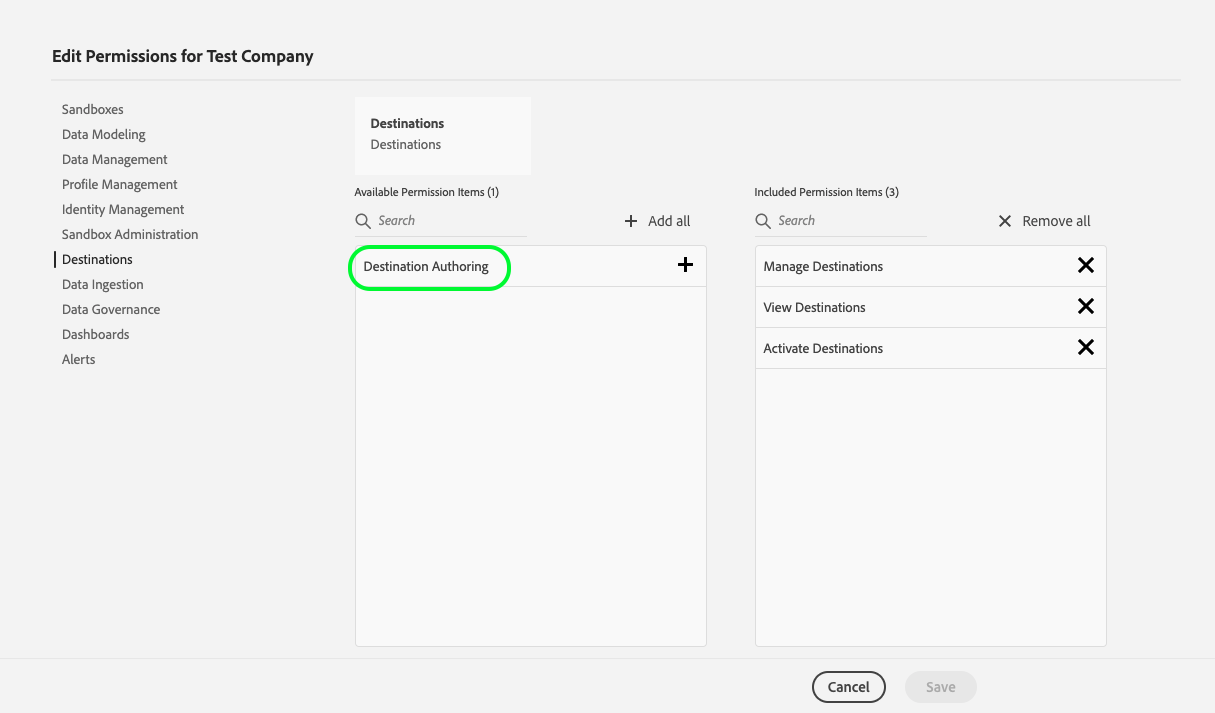 Edit Permissions for Test Company
Sandboxes
Data Modeling
Data Management
Profile Management
Identity Management
Sandbox Administration
Destinations
Data Ingestion
Data Governance
Dashboards
Alerts
Destinations
Destinations
Available Permission Items (1)
Search
Add all
Destination Authoring
Included Permission Items (3)
Search
Remove all
Manage Destinations
View Destinations
Activate Destinations
Cancel
Save